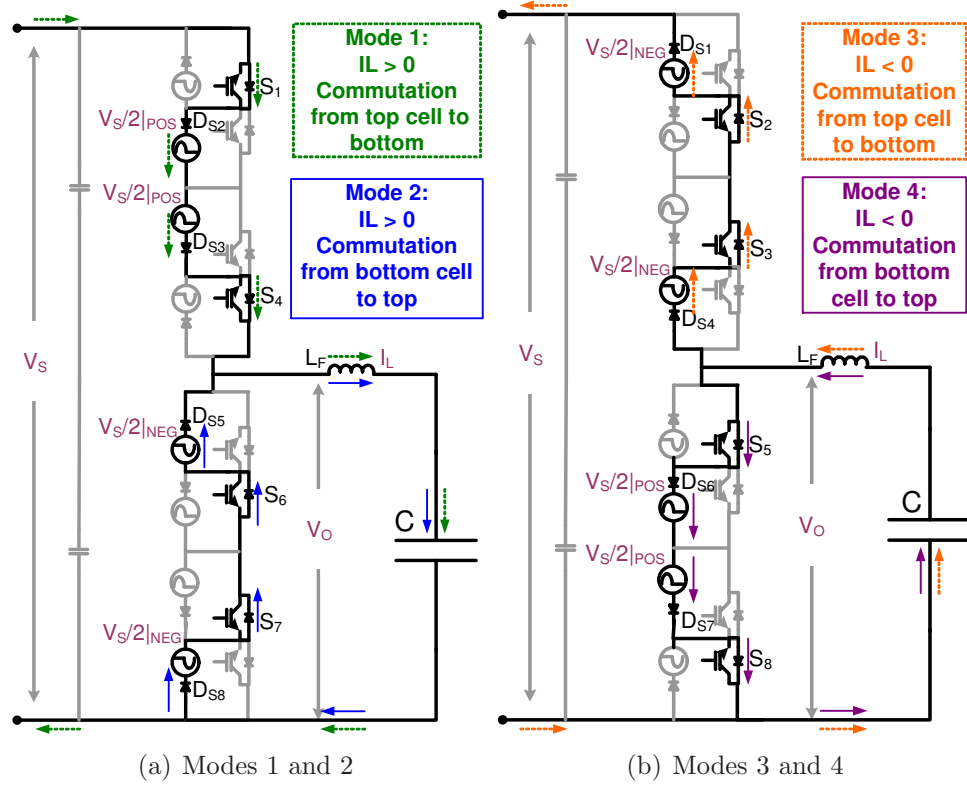 Mode 1:
IL > 0
Commutation
from top cell to
bottom
Mode 2:
IL > 0
Commutation
from bottom cell
to top
S1
VS/2|POS
DS2
VS/2|POS
DS3
S4
VS
LF
IL
DS5
VS/2|NEG
S6
VO
C
S7
VS/2|NEG
DS8
(a) Modes 1 and 2
Mode 3:
IL < 0
Commutation
from top cell
to bottom
Mode 4:
IL < 0
Commutation
from bottom
cell to top
VS/2|NEG
DS1
S2
S3
VS/2|NEG
DS4
VS
LF
IL
S5
VS/2|POS
DS6
VO
C
VS/2|POS
DS7
S8
(b) Modes 3 and 4